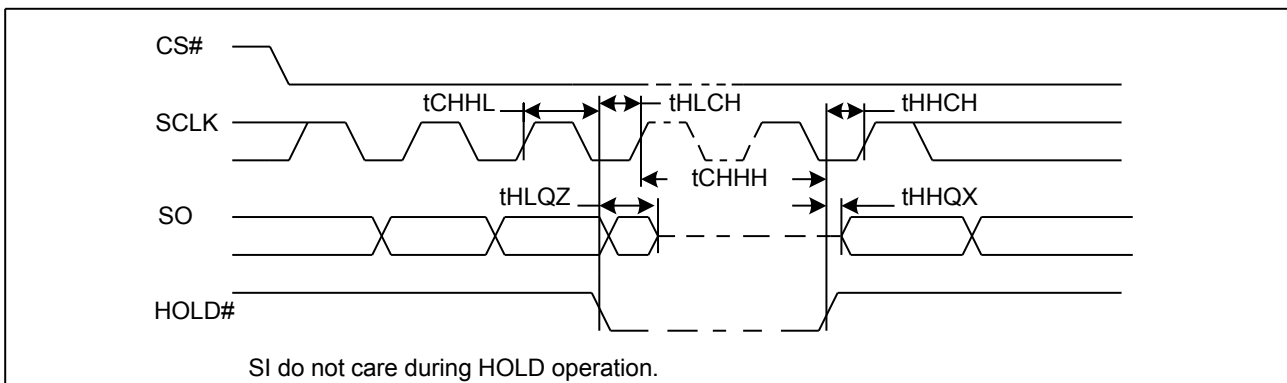 CS#
tCHHL
tHLCH
tHHCH
SCLK
tCHHH
tHLQZ
tHHQX
SO
HOLD#
SI do not care during HOLD operation.